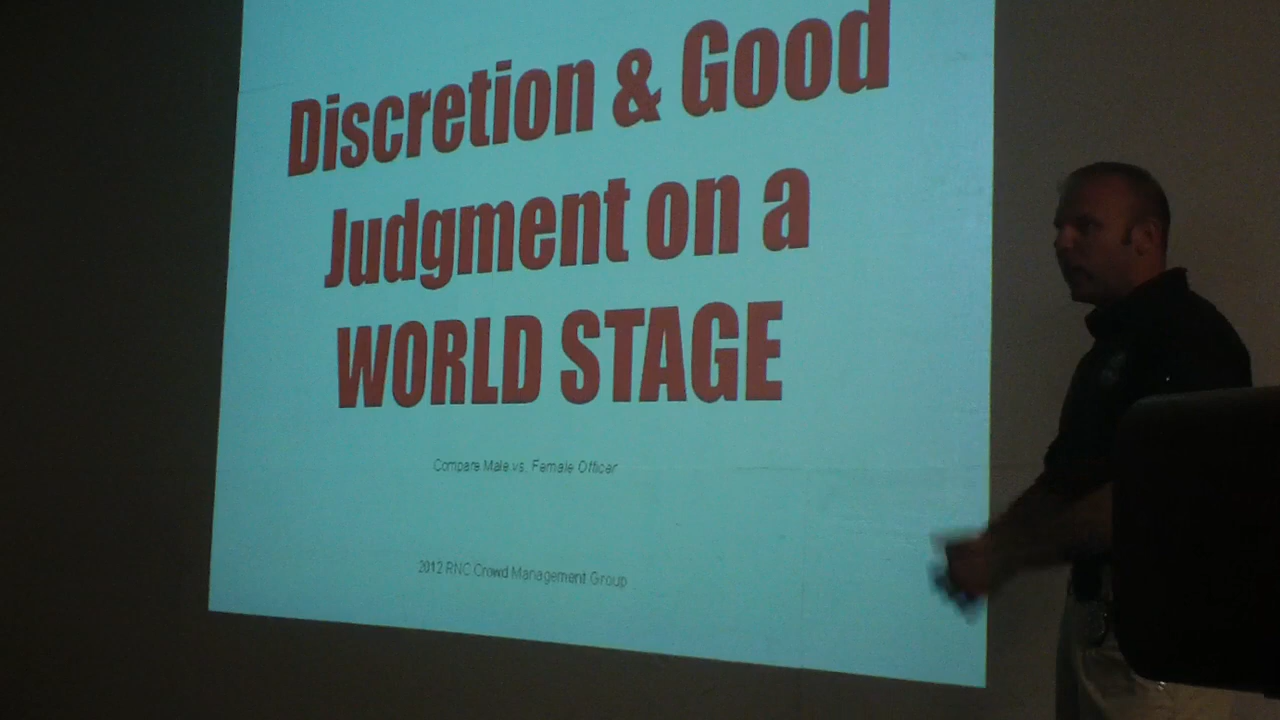 Discretion & Good
Judgment on a
WORLD STAGE
Compare Male vs. Female Officer
2012 RNC Crowd Management Group